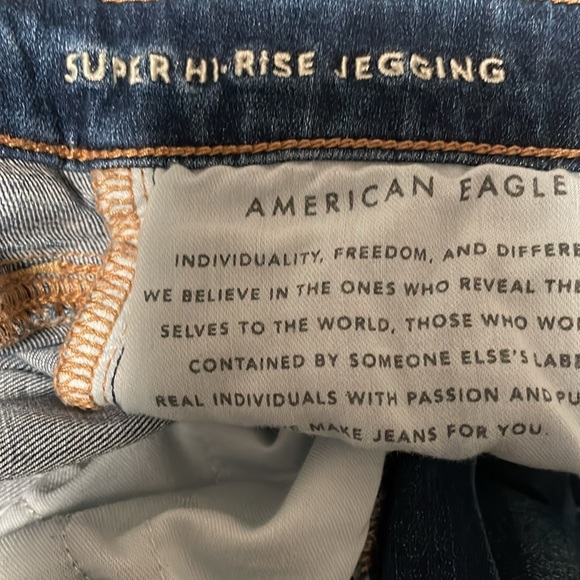 SUPER HI-RISE JEGGING
AMERICAN EAGLE
INDIVIDUALITY, FREEDOM, AND DIFFERE
WE BELIEVE IN THE ONES WHO REVEAL THE
SELVES TO THE WORLD, THOSE WHO WO
CONTAINED BY SOMEONE ELSE'S LABE
REAL INDIVIDUALS WITH PASSION AND PU
MAKE JEANS FOR YOU.